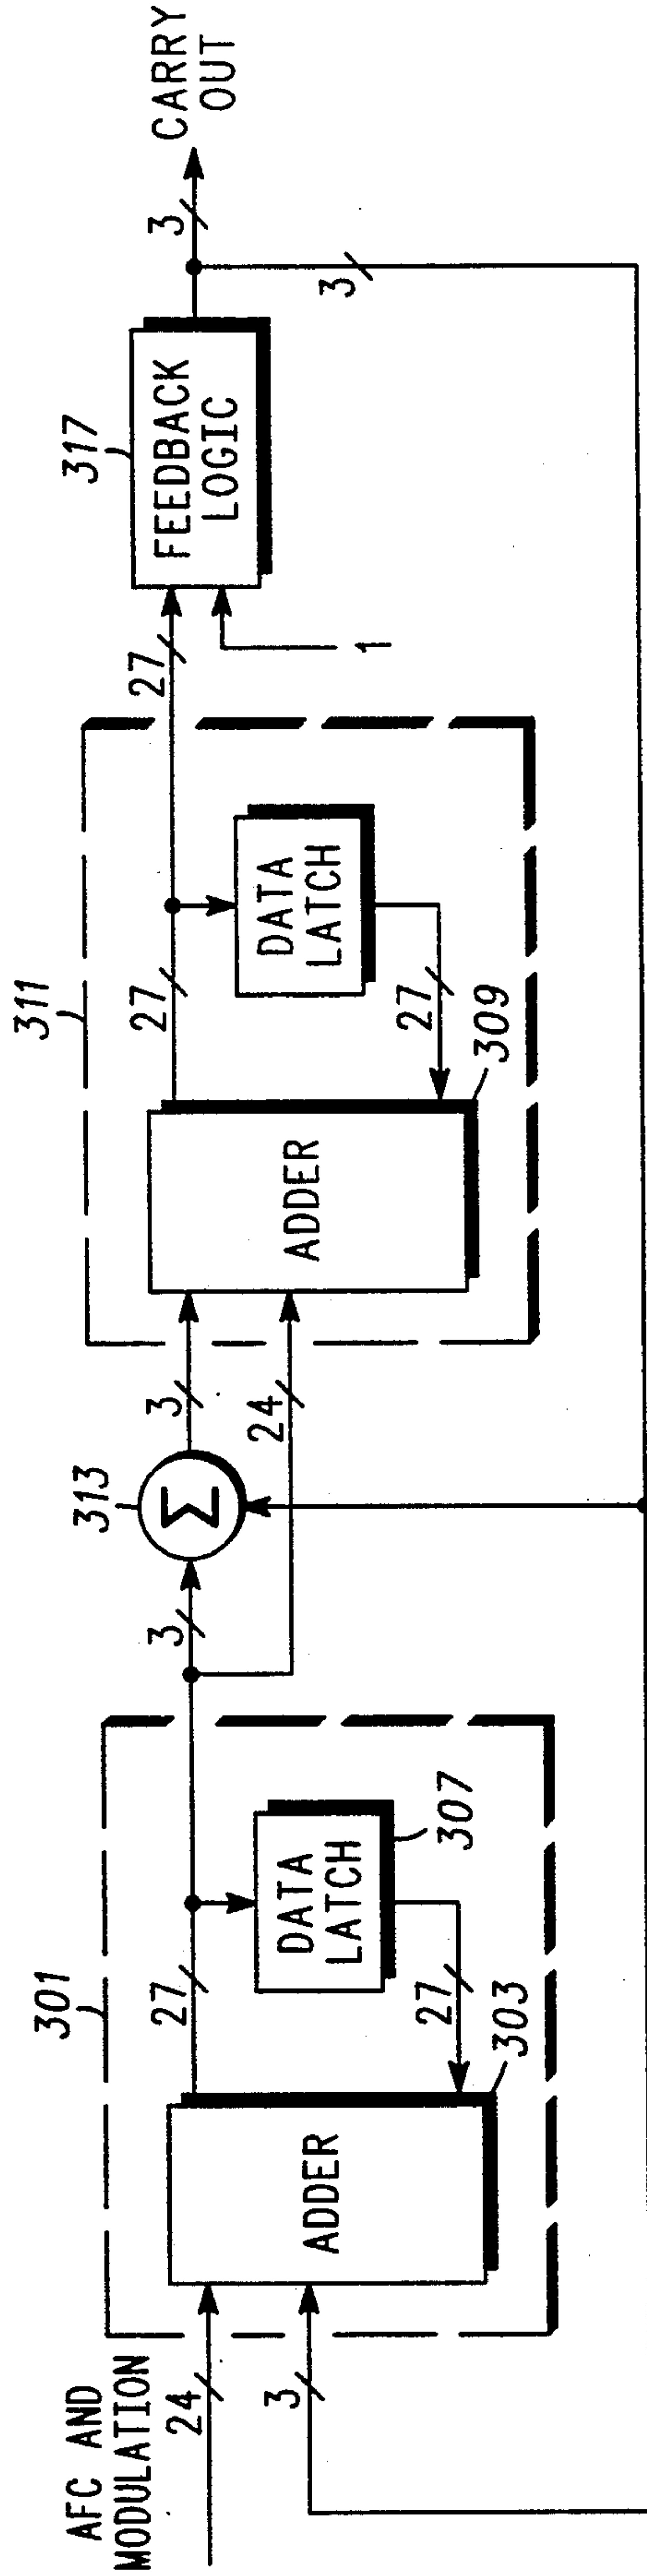 AFC AND
MODULATION
24
3
301
ADDER
303
27
DATA
LATCH
307
27
3
313
Σ
3
24
311
ADDER
309
27
DATA
LATCH
27
27
1
317
FEEDBACK
LOGIC
3
3
CARRY
OUT